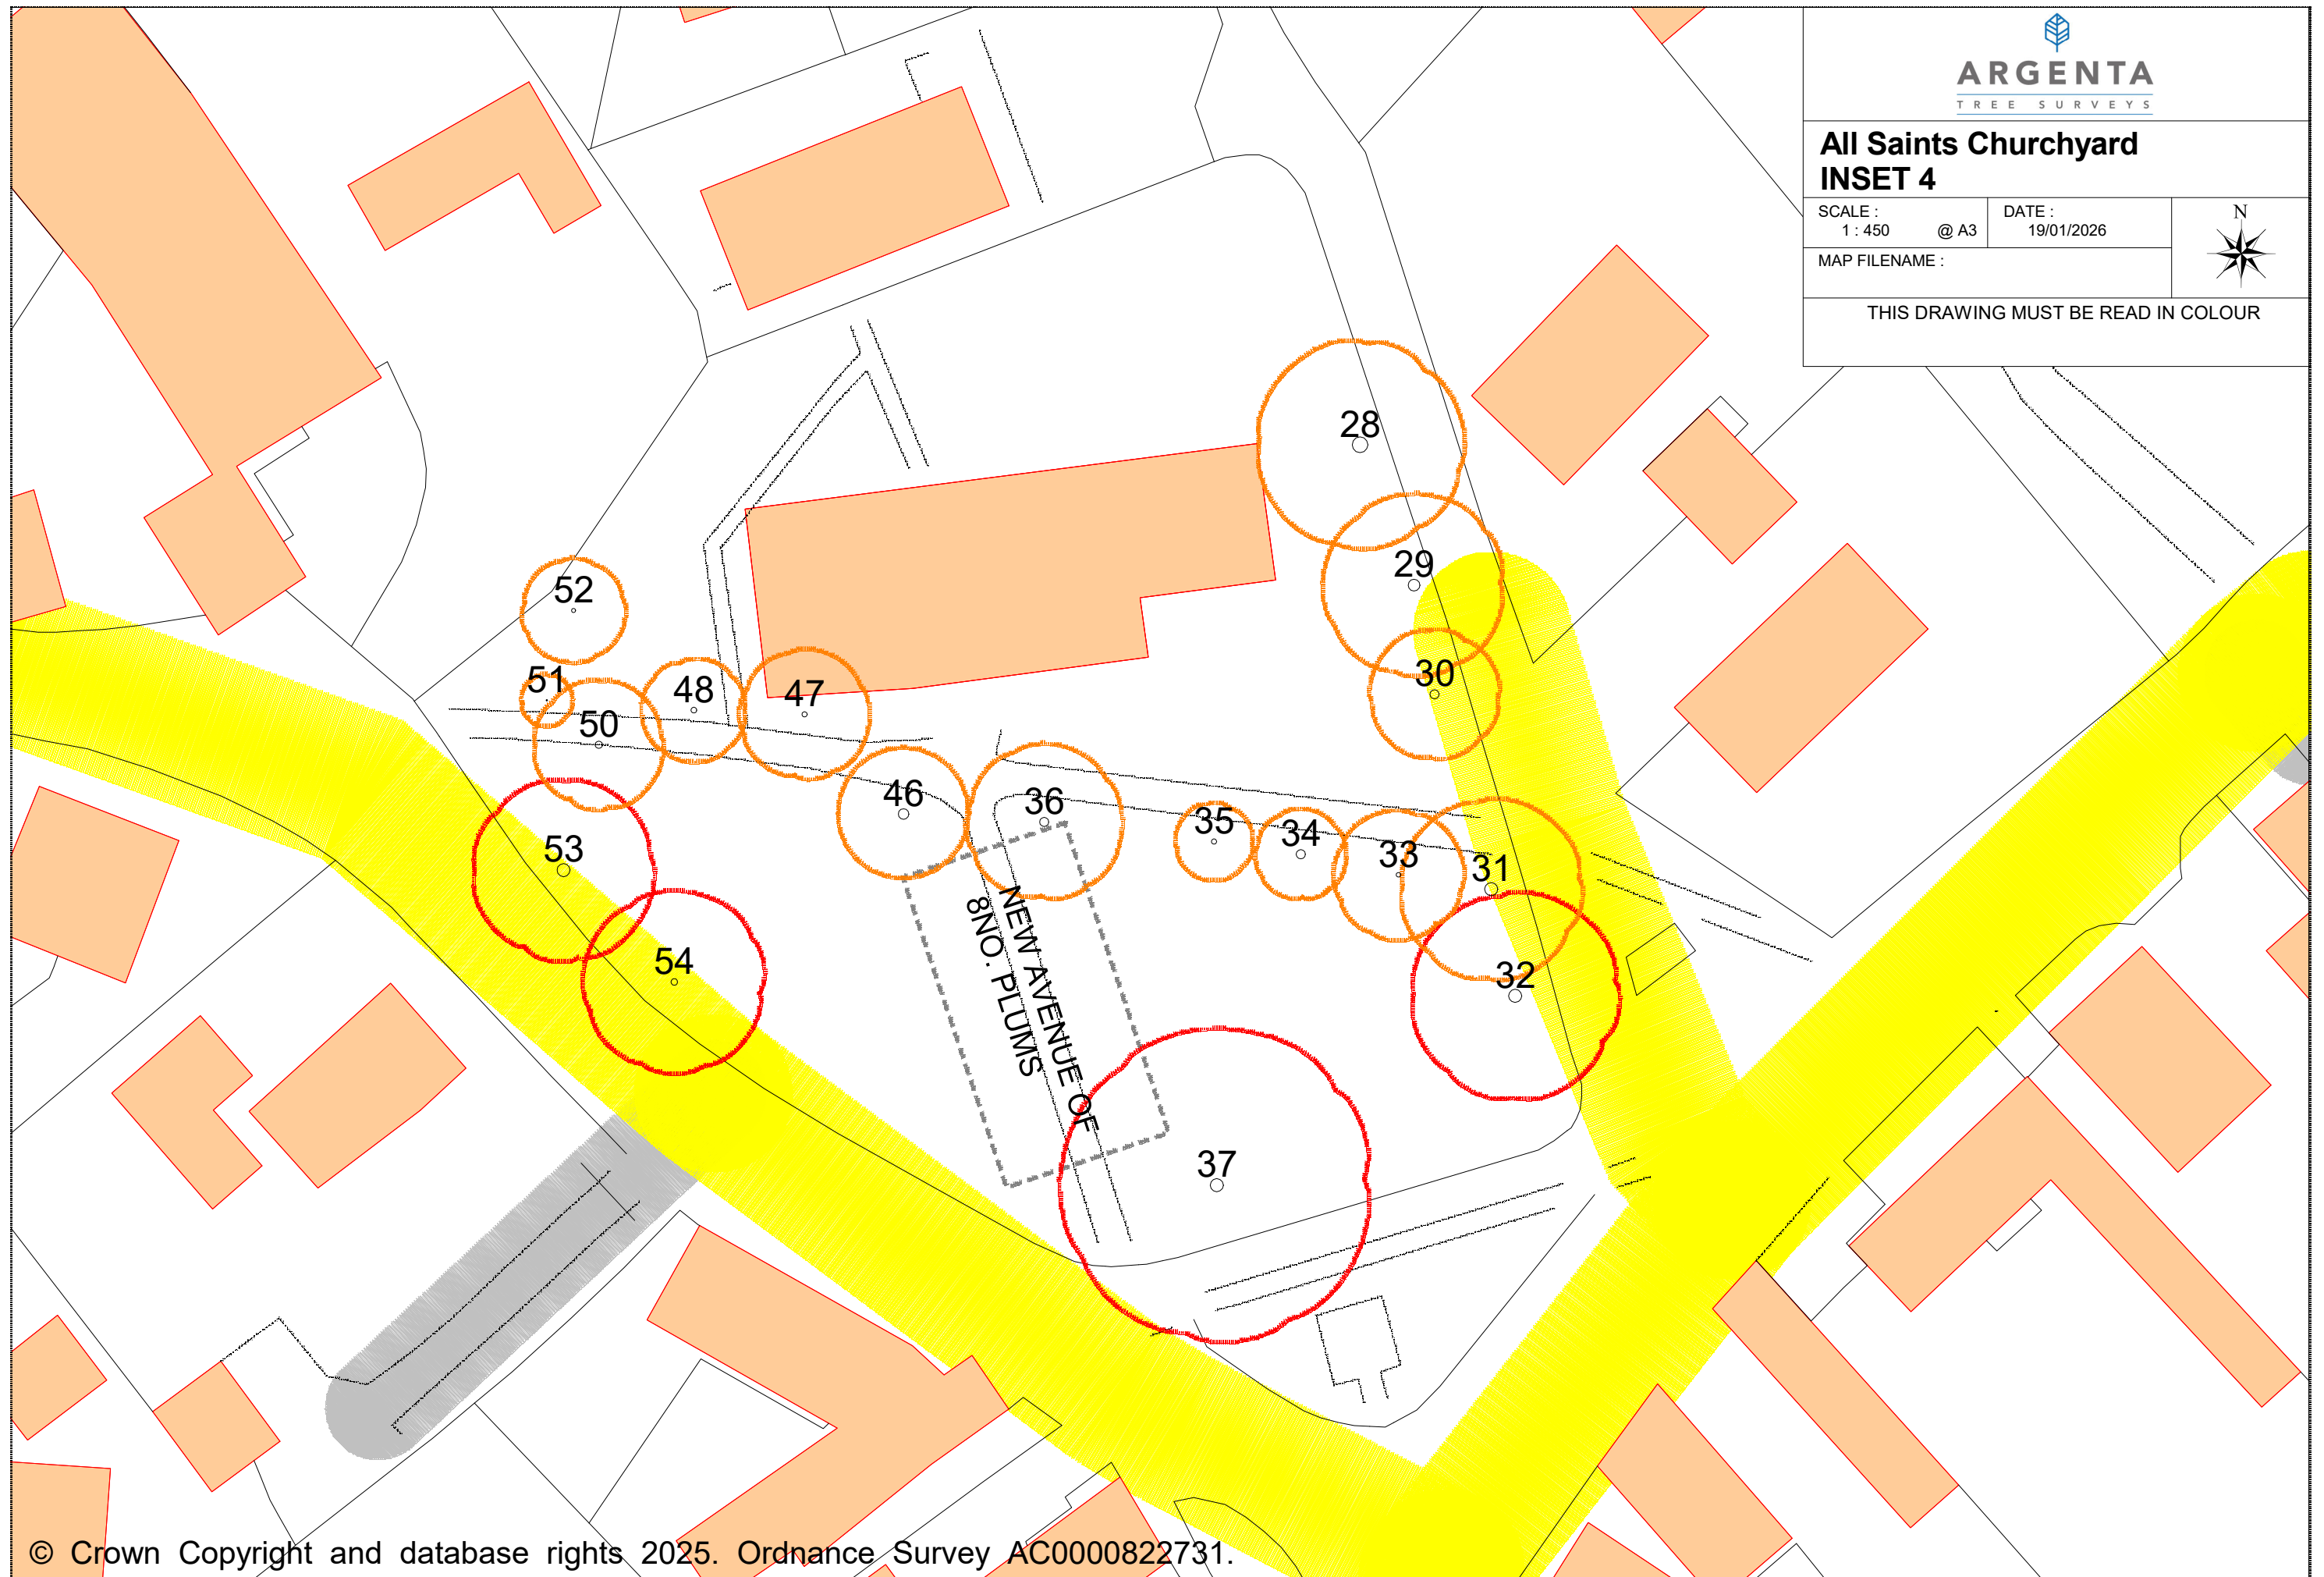 ARGENTA
TREE SURVEYS
All Saints Churchyard
INSET 4
SCALE :
1 : 450 @ A3
DATE :
19/01/2026
N
MAP FILENAME :
THIS DRAWING MUST BE READ IN COLOUR
28
29
52
30
51
48
47
50
46
36
35
34
33
31
53
54
32
NEW AVENUE OF
8NO. PLUMS
37
© Crown Copyright and database rights 2025. Ordnance Survey AC0000822731.